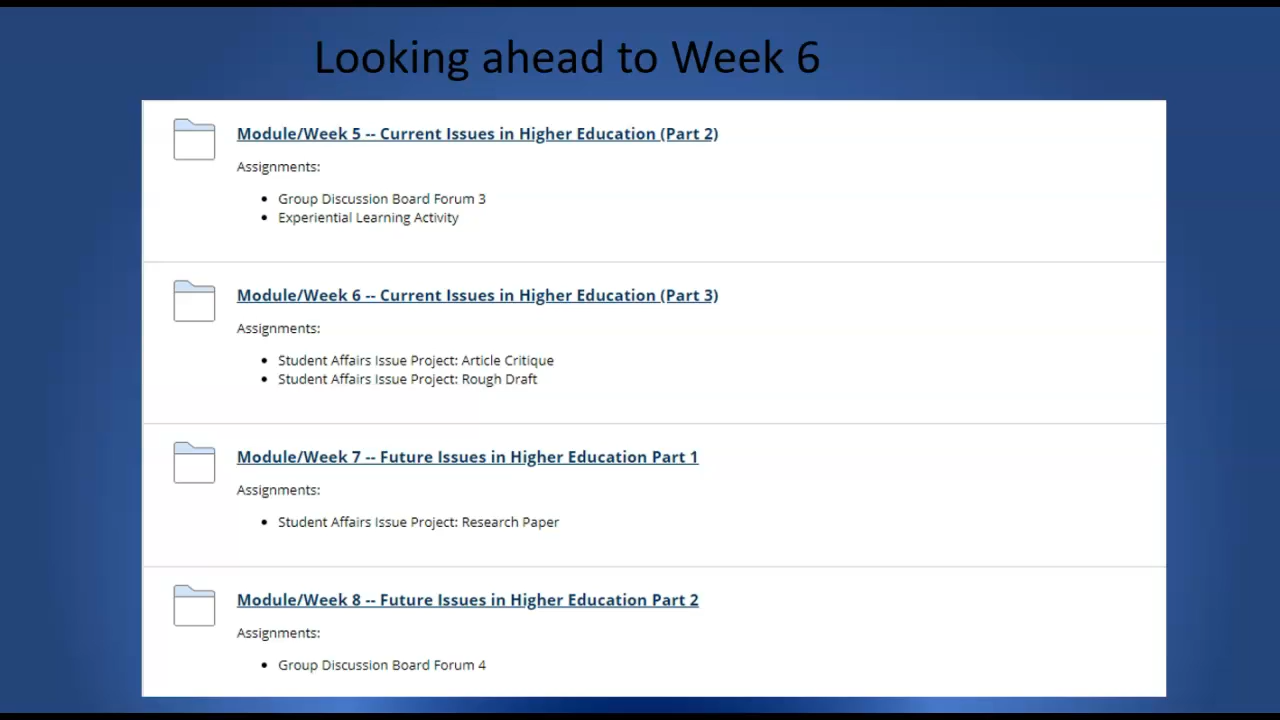 Looking ahead to Week 6
Module/Week 5 -- Current Issues in Higher Education (Part 2)
Assignments:
• Group Discussion Board Forum 3
• Experiential Learning Activity
Module/Week 6 -- Current Issues in Higher Education (Part 3)
Assignments:
• Student Affairs Issue Project: Article Critique
• Student Affairs Issue Project: Rough Draft
Module/Week 7 -- Future Issues in Higher Education Part 1
Assignments:
• Student Affairs Issue Project: Research Paper
Module/Week 8 -- Future Issues in Higher Education Part 2
Assignments:
• Group Discussion Board Forum 4